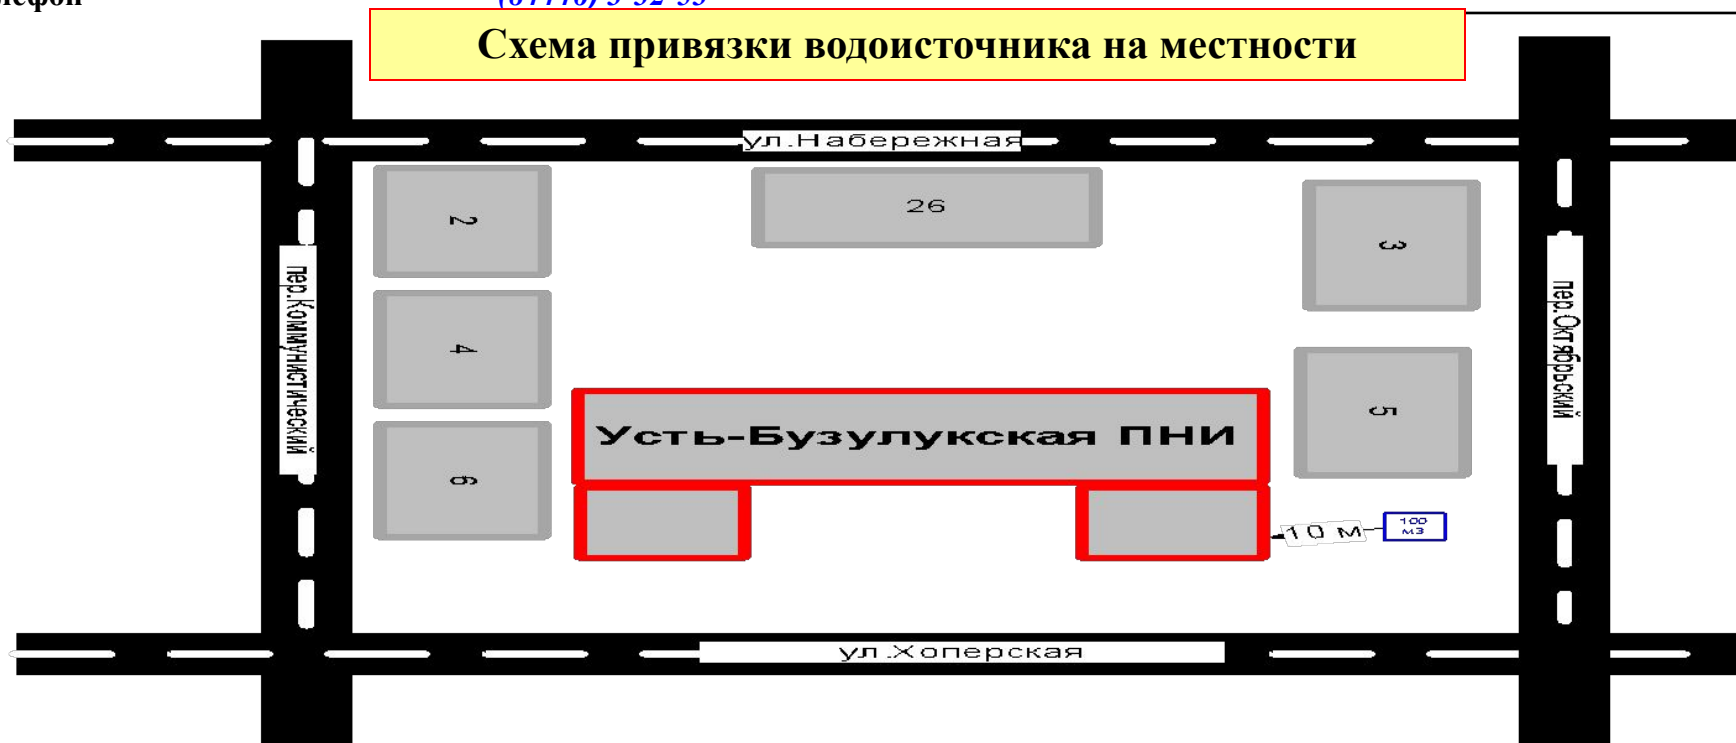 Схема привязки водоисточника на местности
ул.Набережная
2
26
3
пер.Коммунистический
пер.Октябрьский
4
5
Усть-Бузулукская ПНИ
6
10 м
100
м3
ул.Хоперская